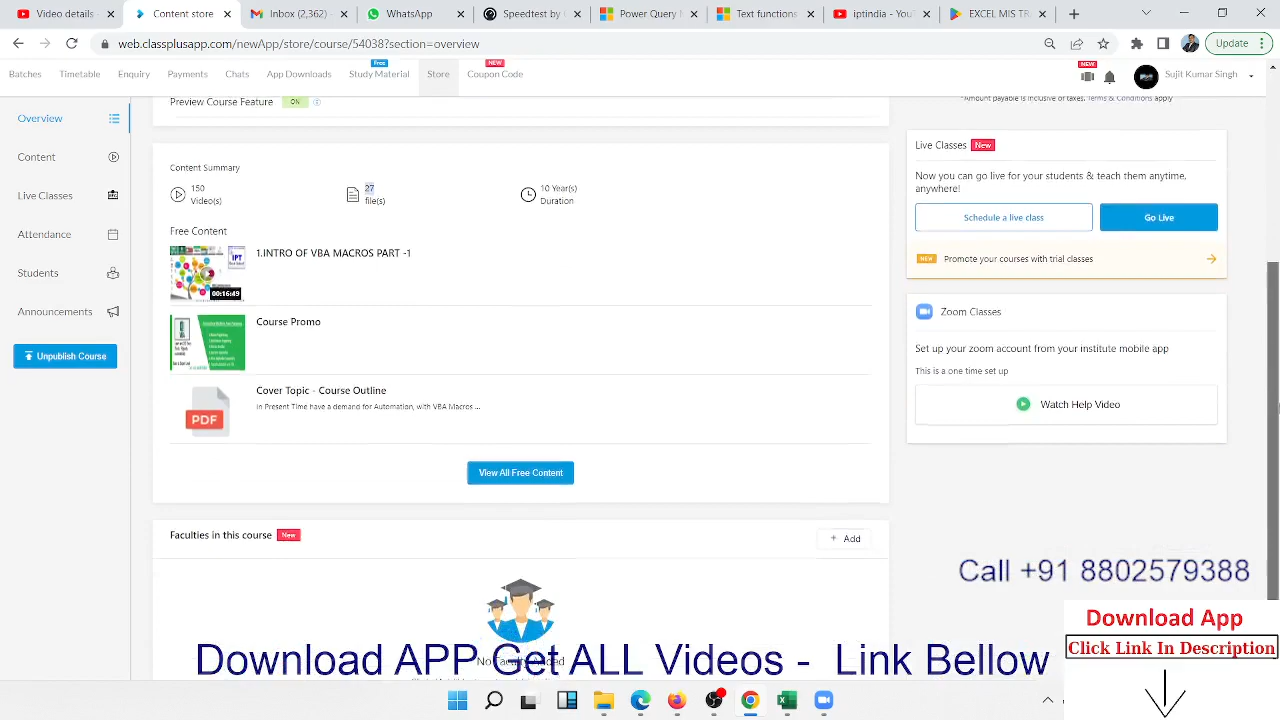 Video details
Content store
Gmail
Inbox (2,362)
WhatsApp
Speedtest by
Power Query
Text functions
iptindia - You
EXCEL MIS TR
web.classplusapp.com/newApp/store/course/54038?section=overview
Update
Batches
Timetable
Enquiry
Payments
Chats
App Downloads
Free
Study Material
Store
NEW
Coupon Code
NEW
Sujit Kumar Singh
Overview
Content
Live Classes
Attendance
Students
Announcements
Unpublish Course
Preview Course Feature ON
*Amount payable is inclusive of taxes. Terms & Conditions apply
Content Summary
150
Video(s)
27
file(s)
10 Year(s)
Duration
Free Content
1.INTRO OF VBA MACROS PART -1
IPT
00:16:49
Course Promo
Cover Topic - Course Outline
In Present Time have a demand for Automation, with VBA Macros ...
PDF
View All Free Content
Faculties in this course New
+ Add
No Faculty Added
Live Classes New
Now you can go live for your students & teach them anytime,
anywhere!
Schedule a live class
Go Live
NEW Promote your courses with trial classes
Zoom Classes
Set up your zoom account from your institute mobile app
This is a one time set up
Watch Help Video
Call +91 8802579388
Download App
Click Link In Description
Download APP Get ALL Videos - Link Bellow